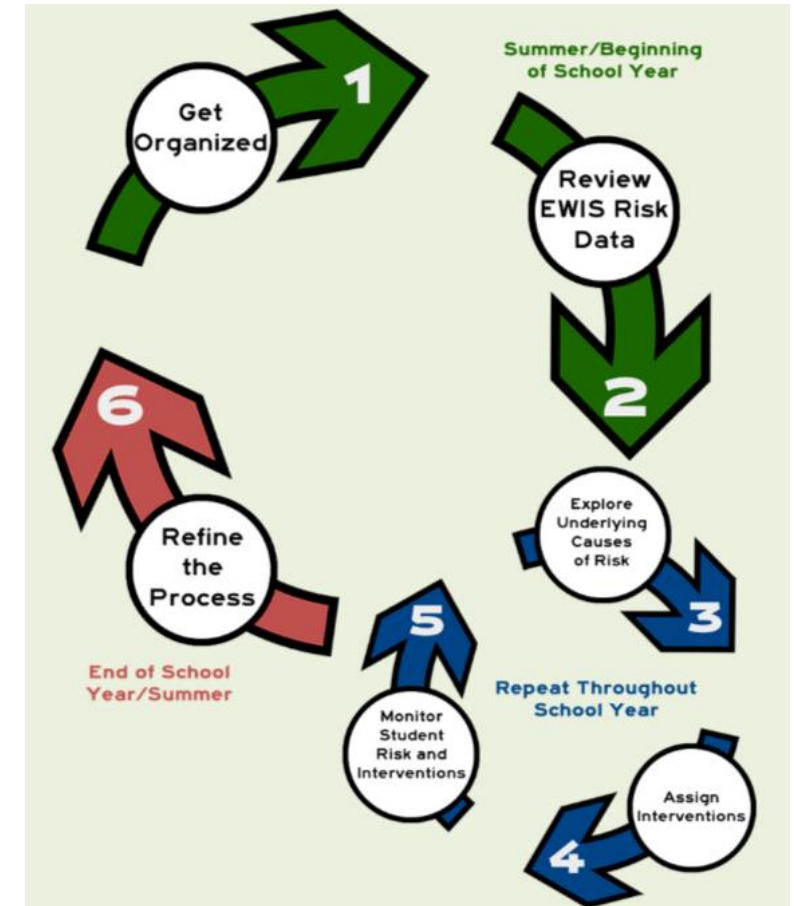 1
Get
Organized
Summer/Beginning
of School Year
Review
EWIS Risk
Data
2
Explore
Underlying
Causes
of Risk
3
Repeat Throughout
School Year
Assign
Interventions
4
5
Monitor
Student
Risk and
Interventions
6
Refine
the
Process
End of School
Year/Summer